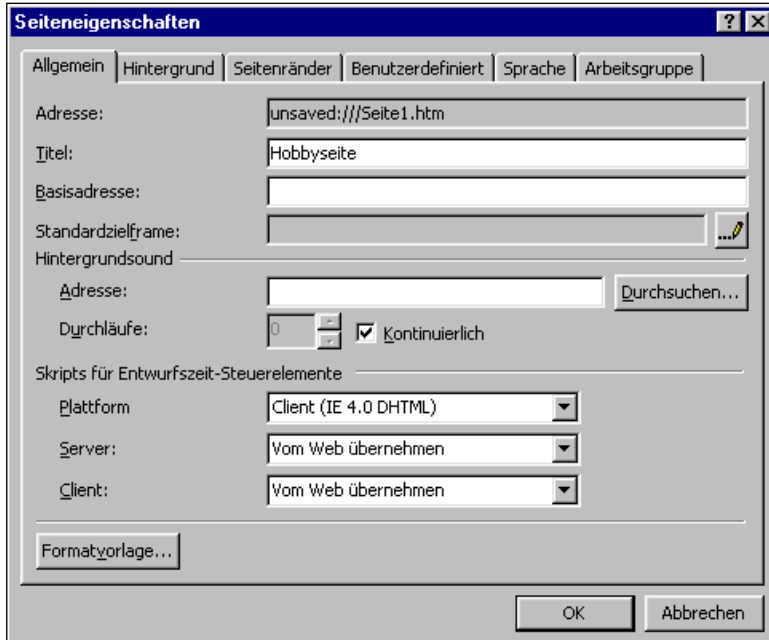 Seiteneigenschaften
Allgemein Hintergrund Seitenränder Benutzerdefiniert Sprache Arbeitsgruppe
Adresse: unsaved:///Seite1.htm
Titel: Hobbyseite
Basisadresse:
Standardzielframe: ...
Hintergrundsound
Adresse: Durchsuchen...
Durchläufe: 0 Kontinuierlich
Skripts für Entwurfszeit-Steuerelemente
Plattform Client (IE 4.0 DHTML)
Server: Vom Web übernehmen
Client: Vom Web übernehmen
Formatvorlage...
OK Abbrechen